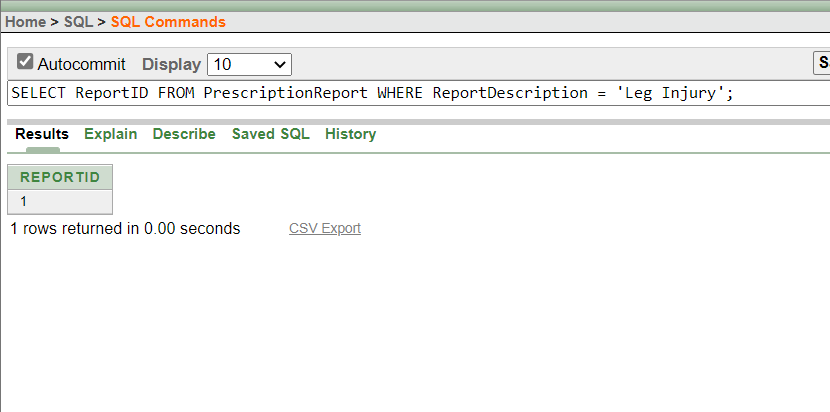 Home > SQL > SQL Commands
Autocommit Display 10
SELECT ReportID FROM PrescriptionReport WHERE ReportDescription = 'Leg Injury';
Results Explain Describe Saved SQL History
REPORTID
1
1 rows returned in 0.00 seconds CSV Export